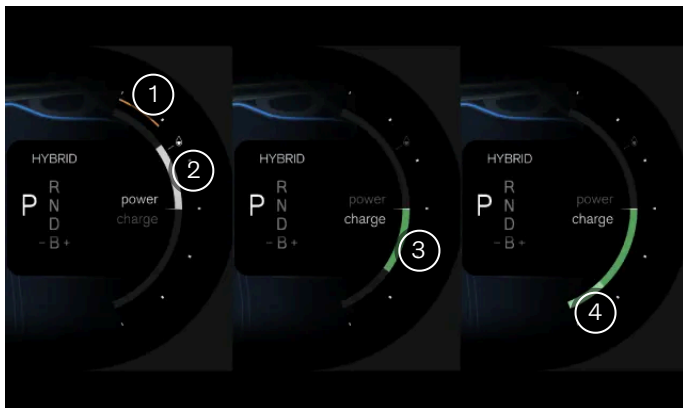 1
HYBRID
2
R
P N
D
- B +
power
charge
HYBRID
R
P N
D
- B +
power
charge
3
HYBRID
R
P N
D
- B +
power
charge
4